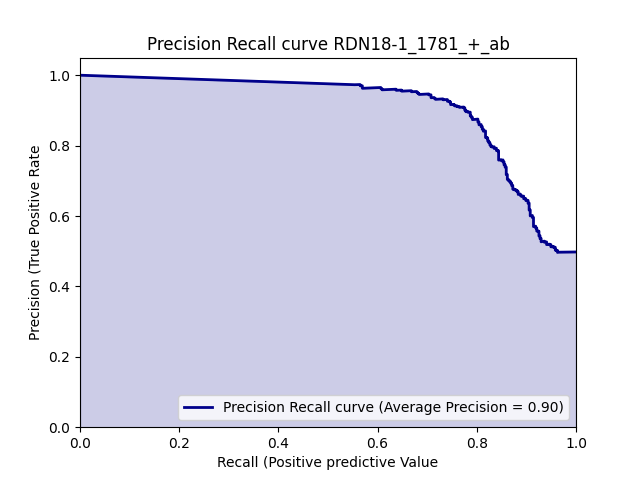 Precision Recall curve RDN18-1_1781_+_ab
Precision (True Positive Rate
1.0
0.8
0.6
0.4
0.2
0.0
Precision Recall curve (Average Precision = 0.90)
0.0 0.2 0.4 0.6 0.8 1.0
Recall (Positive predictive Value